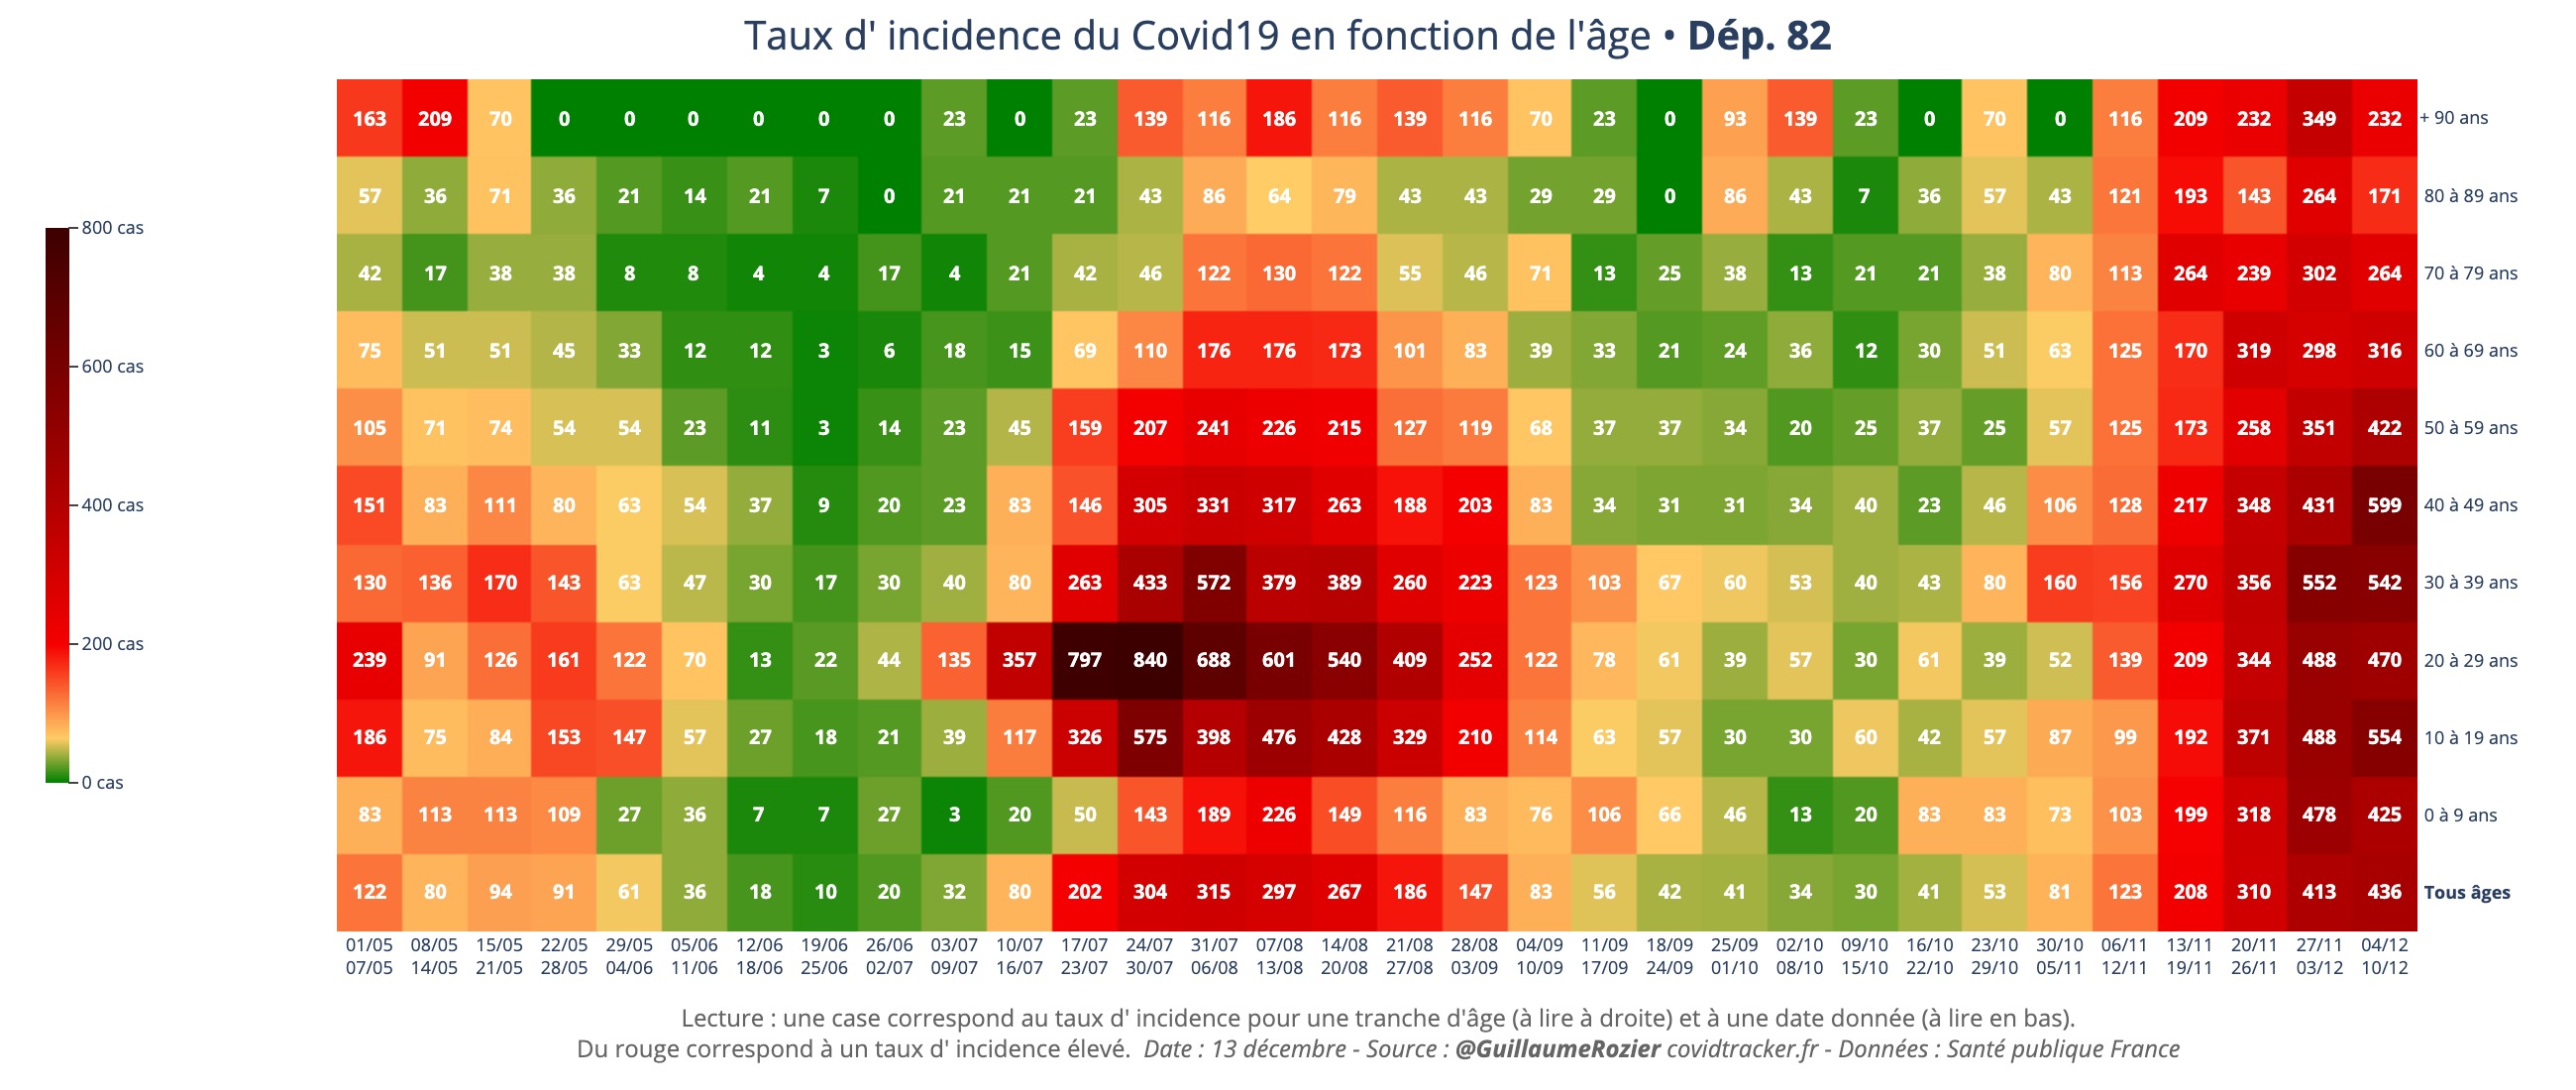 Taux d' incidence du Covid19 en fonction de l'âge • Dép. 82
163 209 70 0 0 0 0 0 0 23 0 23 139 116 186 116 139 116 70 23 0 93 139 23 0 70 0 116 209 232 349 232 + 90 ans
57 36 71 36 21 14 21 7 0 21 21 21 43 86 64 79 43 43 29 29 0 86 43 7 36 57 43 121 193 143 264 171 80 à 89 ans
800 cas
42 17 38 38 8 8 4 4 17 4 21 42 46 122 130 122 55 46 71 13 25 38 13 21 21 38 80 113 264 239 302 264 70 à 79 ans
75 51 51 45 33 12 12 3 6 18 15 69 110 176 176 173 101 83 39 33 21 24 36 12 30 51 63 125 170 319 298 316 60 à 69 ans
600 cas
105 71 74 54 54 23 11 3 14 23 45 159 207 241 226 215 127 119 68 37 37 34 20 25 37 25 57 125 173 258 351 422 50 à 59 ans
400 cas
151 83 111 80 63 54 37 9 20 23 83 146 305 331 317 263 188 203 83 34 31 31 34 40 23 46 106 128 217 348 431 599 40 à 49 ans
130 136 170 143 63 47 30 17 30 40 80 263 433 572 379 389 260 223 123 103 67 60 53 40 43 80 160 156 270 356 552 542 30 à 39 ans
200 cas
239 91 126 161 122 70 13 22 44 135 357 797 840 688 601 540 409 252 122 78 61 39 57 30 61 39 52 139 209 344 488 470 20 à 29 ans
186 75 84 153 147 57 27 18 21 39 117 326 575 398 476 428 329 210 114 63 57 30 30 60 42 57 87 99 192 371 488 554 10 à 19 ans
0 cas
83 113 113 109 27 36 7 7 27 3 20 50 143 189 226 149 116 83 76 106 66 46 13 20 83 83 73 103 199 318 478 425 0 à 9 ans
122 80 94 91 61 36 18 10 20 32 80 202 304 315 297 267 186 147 83 56 42 41 34 30 41 53 81 123 208 310 413 436 Tous âges
01/05 08/05 15/05 22/05 29/05 05/06 12/06 19/06 26/06 03/07 10/07 17/07 24/07 31/07 07/08 14/08 21/08 28/08 04/09 11/09 18/09 25/09 02/10 09/10 16/10 23/10 30/10 06/11 13/11 20/11 27/11 04/12
07/05 14/05 21/05 28/05 04/06 11/06 18/06 25/06 02/07 09/07 16/07 23/07 30/07 06/08 13/08 20/08 27/08 03/09 10/09 17/09 24/09 01/10 08/10 15/10 22/10 29/10 05/11 12/11 19/11 26/11 03/12 10/12
Lecture : une case correspond au taux d' incidence pour une tranche d'âge (à lire à droite) et à une date donnée (à lire en bas).
Du rouge correspond à un taux d' incidence élevé. Date : 13 décembre - Source : @GuillaumeRozier covidtracker.fr - Données : Santé publique France